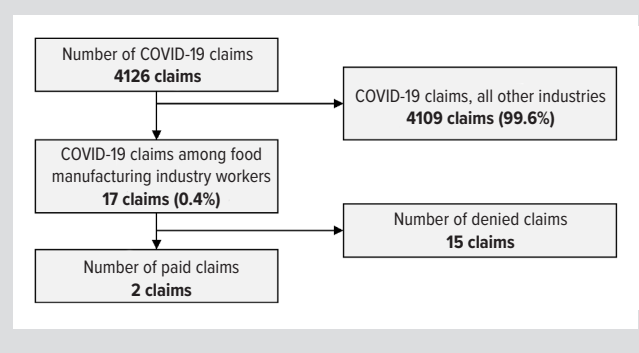 Number of COVID-19 claims
4126 claims
COVID-19 claims, all other industries
4109 claims (99.6%)
COVID-19 claims among food
manufacturing industry workers
17 claims (0.4%)
Number of denied claims
15 claims
Number of paid claims
2 claims